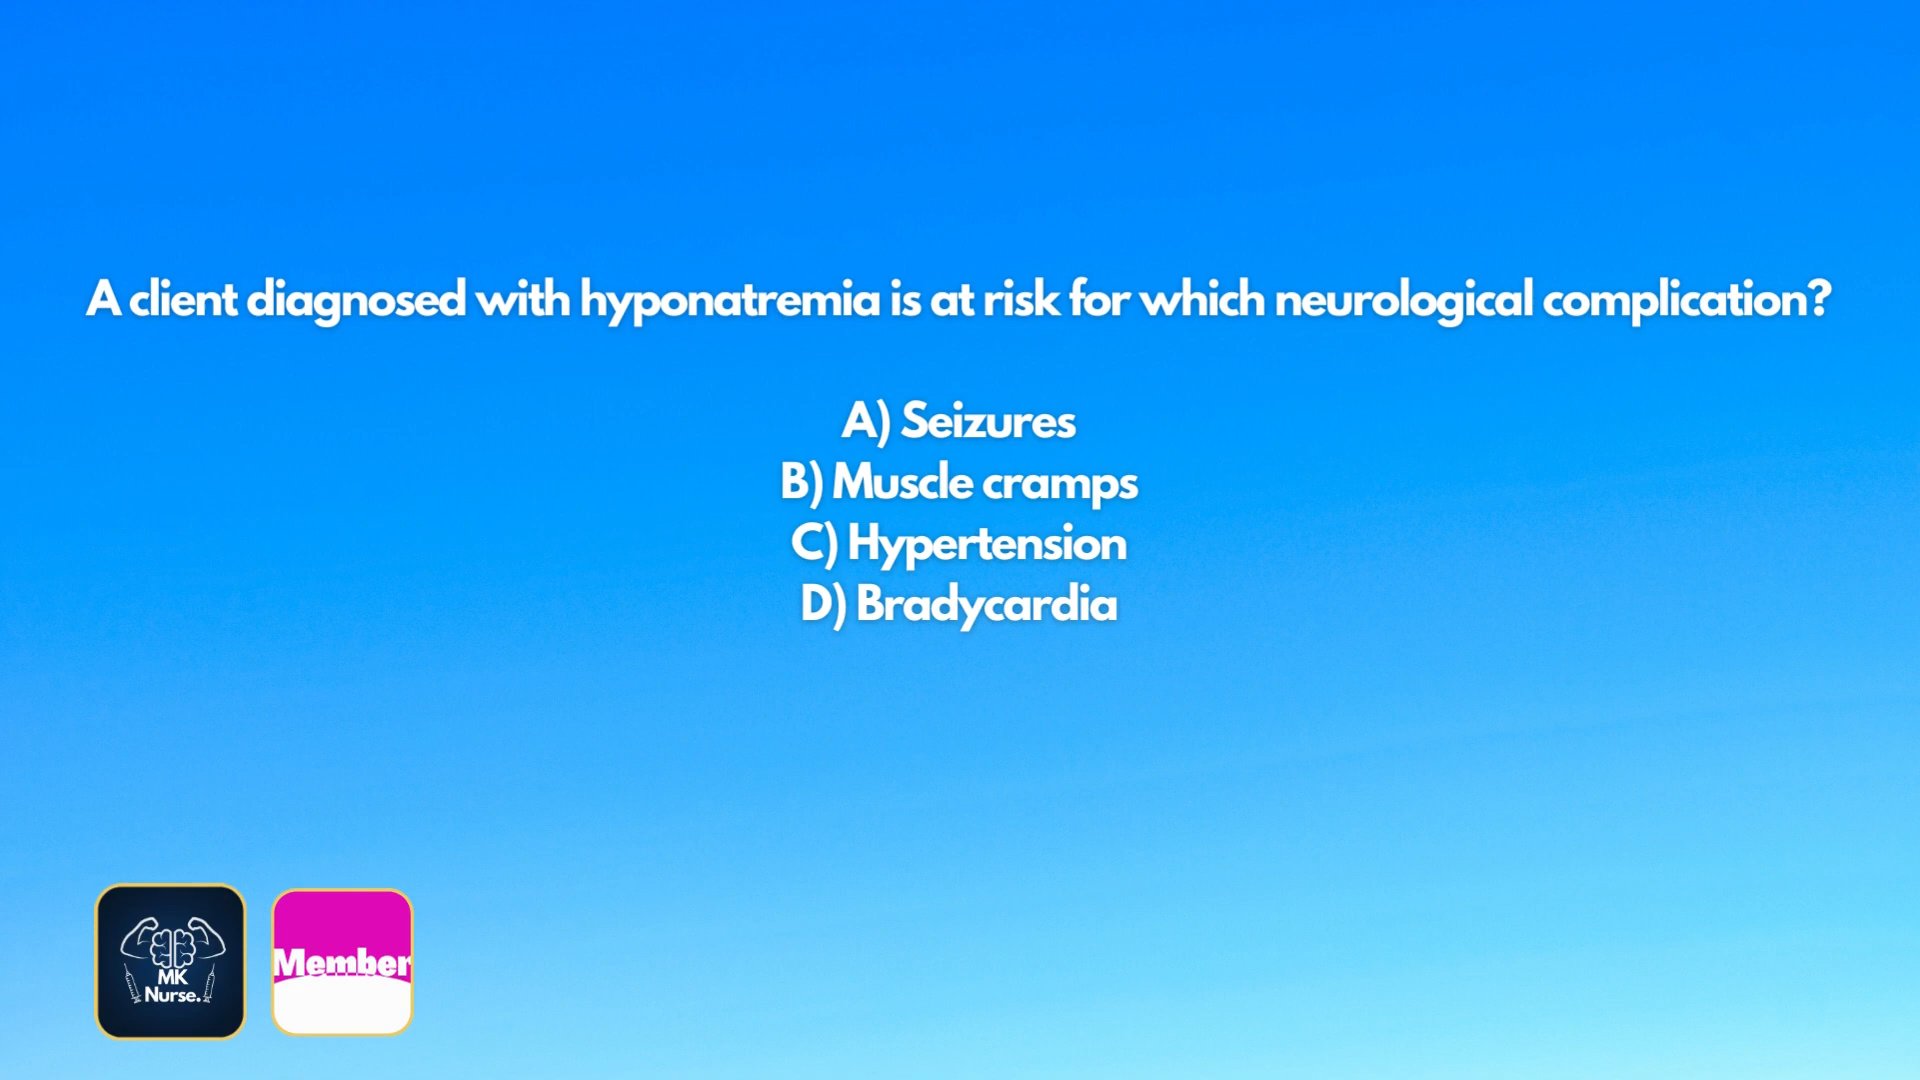 A client diagnosed with hyponatremia is at risk for which neurological complication?
A) Seizures
B) Muscle cramps
C) Hypertension
D) Bradycardia
MK
Nurse.
Member